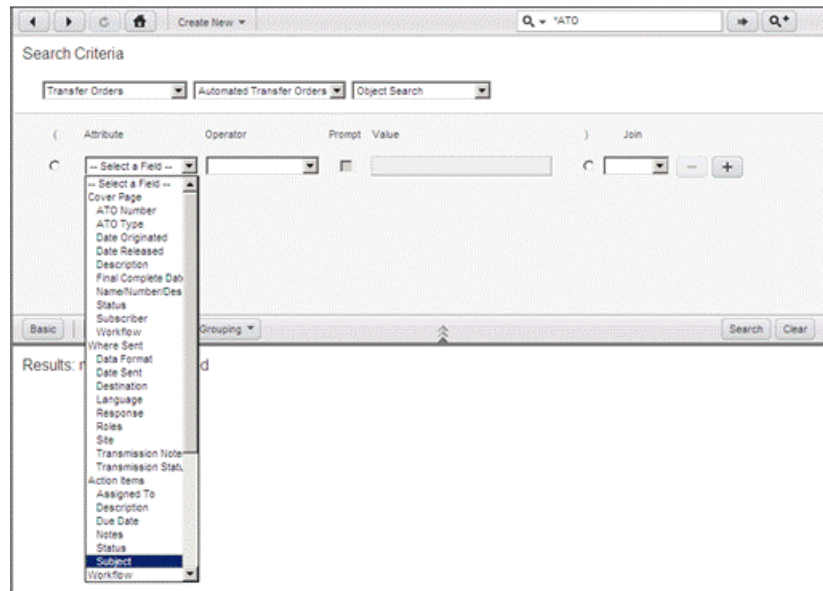 Create New
*ATO
Search Criteria
Transfer Orders Automated Transfer Orders Object Search
( Attribute Operator Prompt Value ) Join
-- Select a Field --
-- Select a Field --
Cover Page
ATO Number
ATO Type
Date Originated
Date Released
Description
Final Complete Dat
Name/Number/Des
Status
Subscriber
Workflow
Basic Grouping Search Clear
Where Sent
Results: d
Data Format
Date Sent
Destination
Language
Response
Roles
Site
Transmission Note
Transmission Statu
Action Items
Assigned To
Description
Due Date
Notes
Status
Subject
Workflow